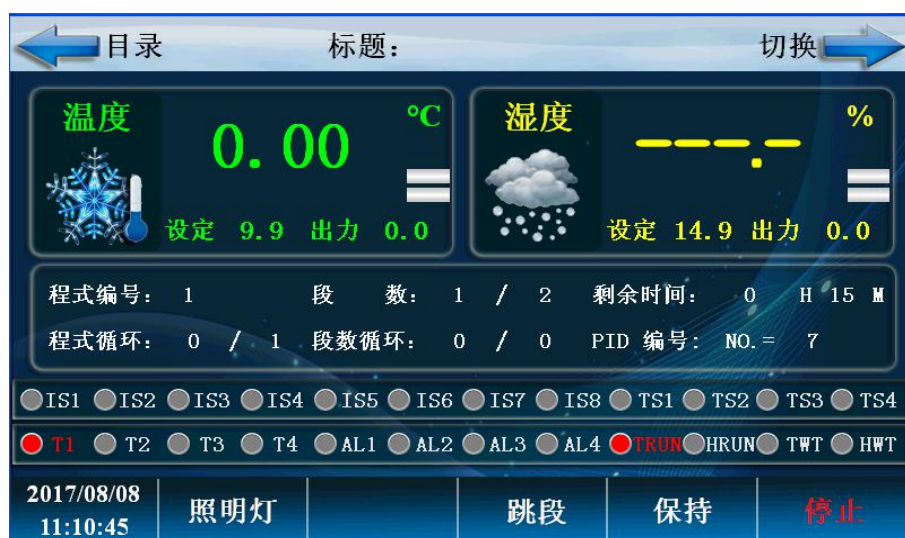 目录 标题： 切换
温度 0.00 °C
设定 9.9 出力 0.0
湿度 ---.- %
设定 14.9 出力 0.0
程式编号： 1 段 数： 1 / 2 剩余时间： 0 H 15 M
程式循环： 0 / 1 段数循环： 0 / 0 PID 编号: NO.= 7
IS1 IS2 IS3 IS4 IS5 IS6 IS7 IS8 TS1 TS2 TS3 TS4
T1 T2 T3 T4 AL1 AL2 AL3 AL4 TRUN HRUN TWT HWT
2017/08/08
11:10:45
照明灯 跳段 保持 停止